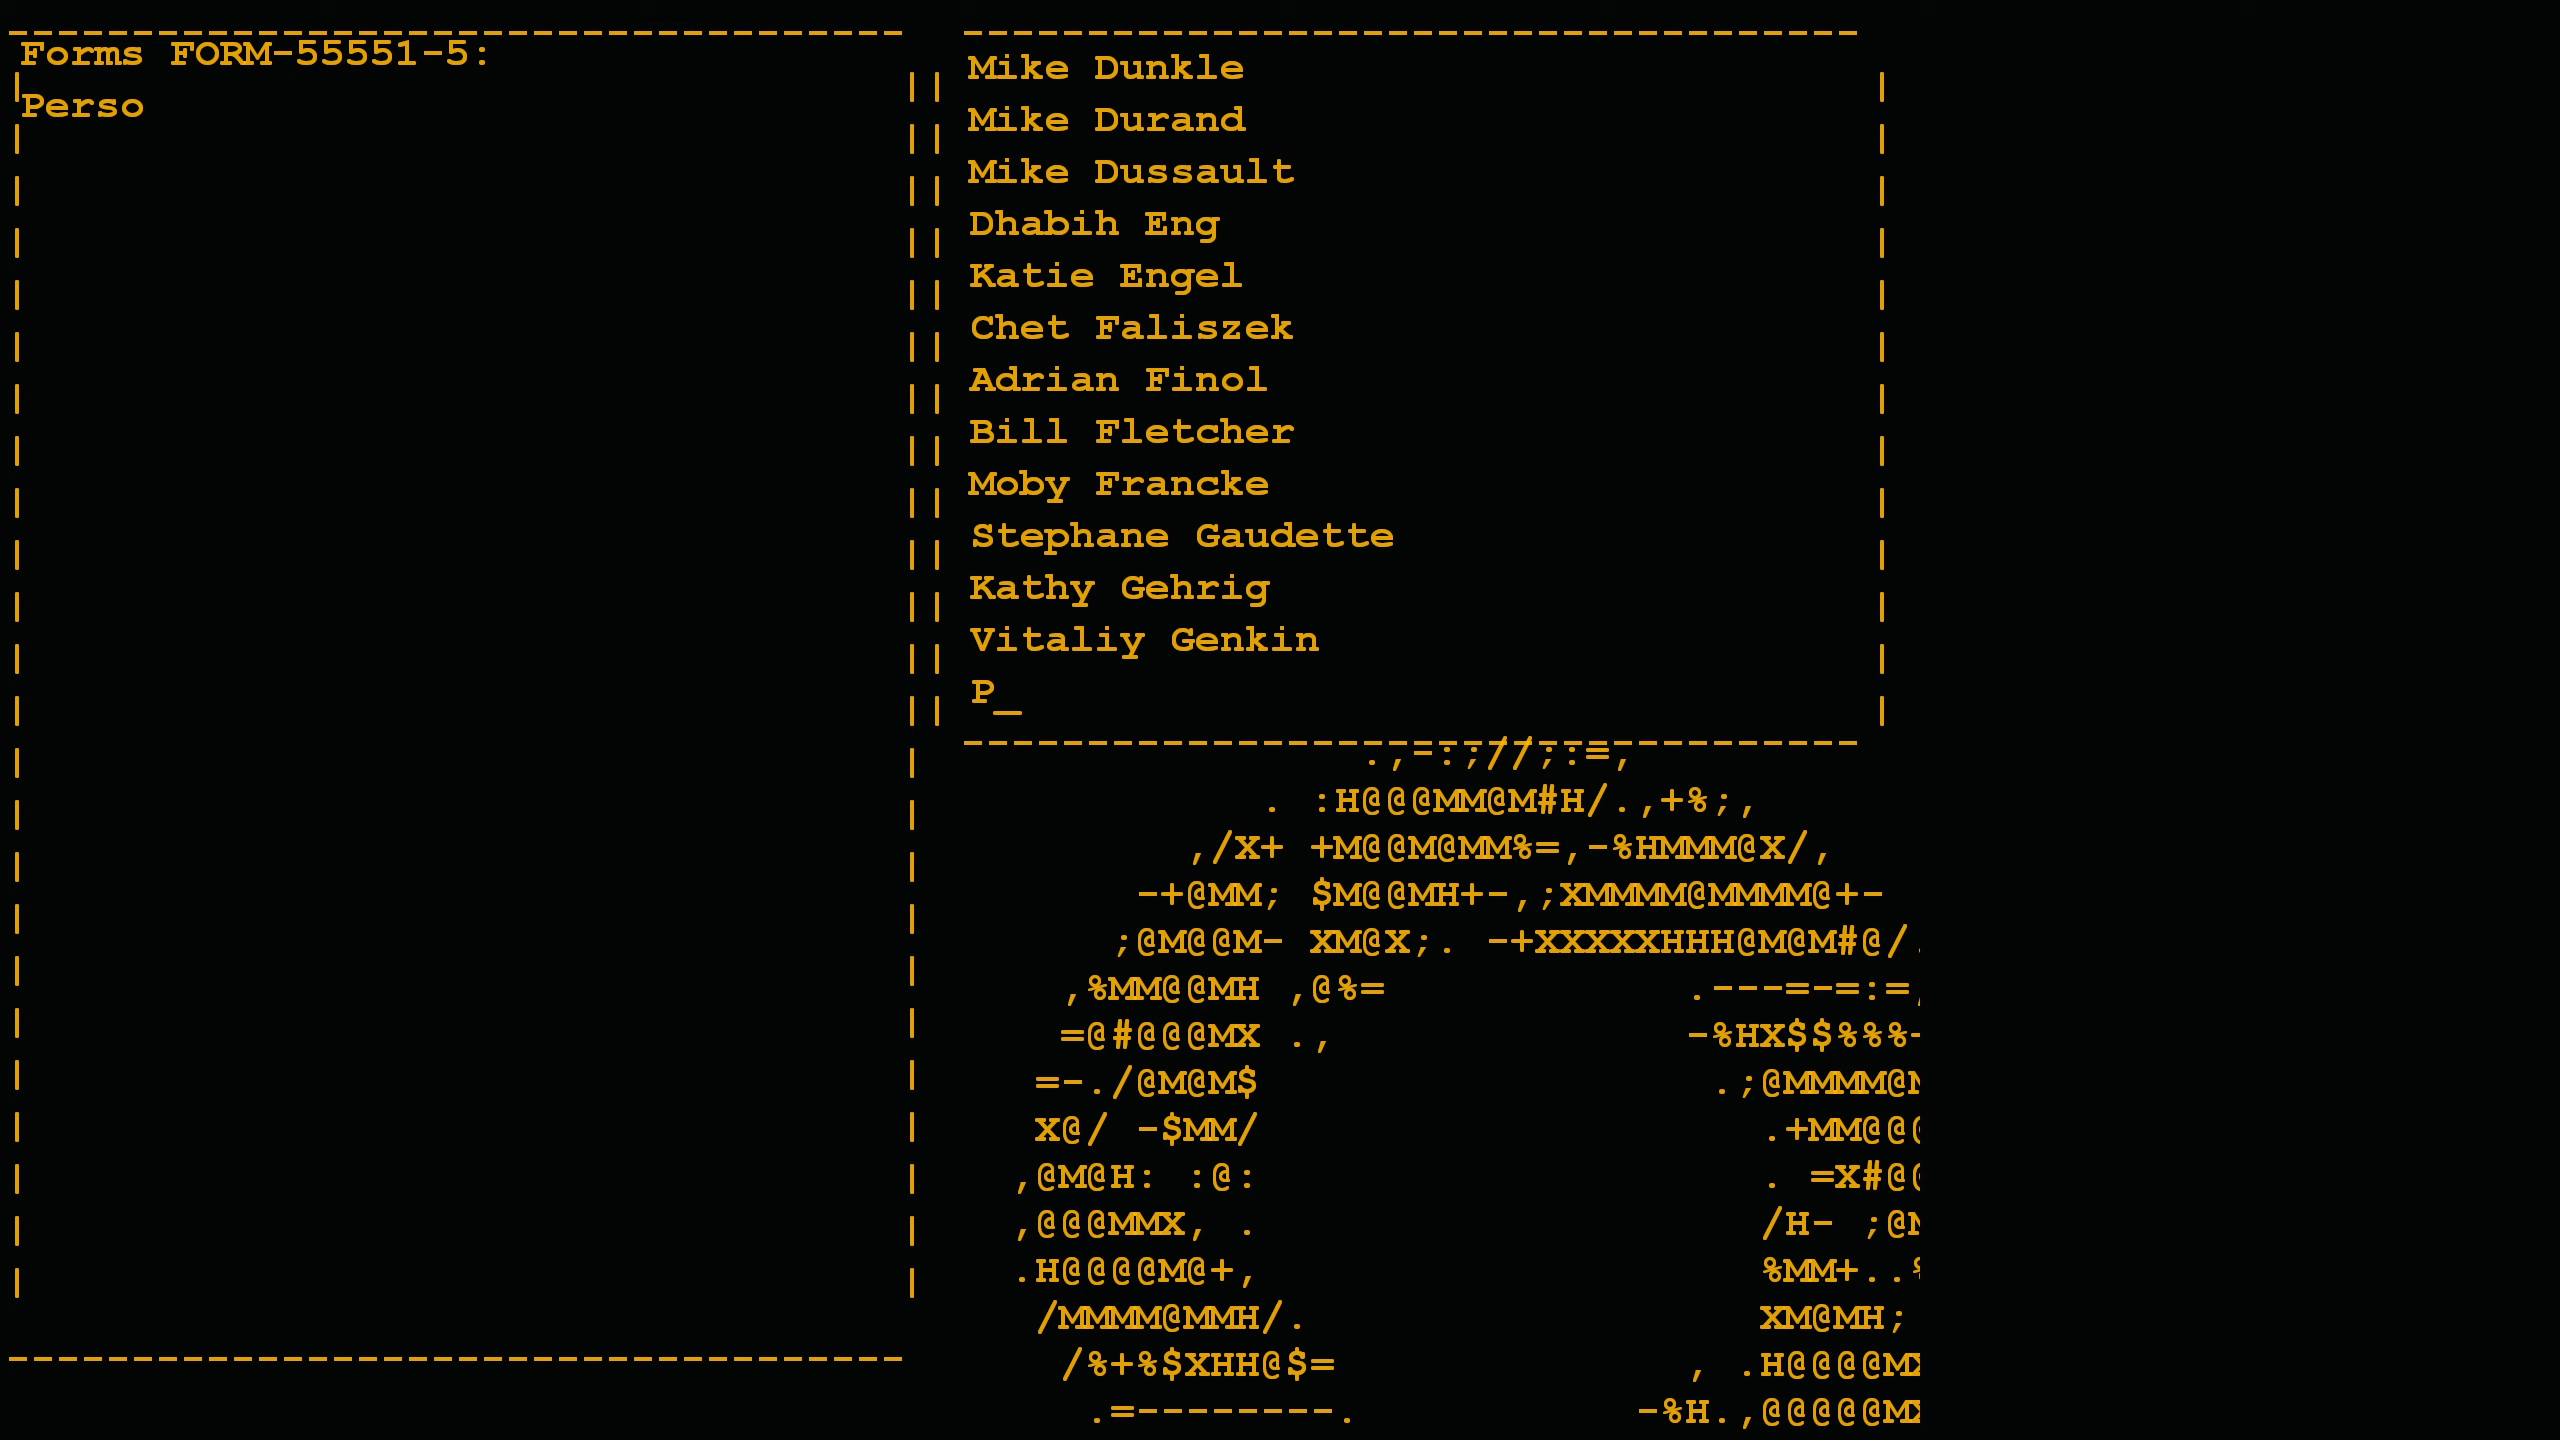 Forms FORM-55551-5:
Perso
Mike Dunkle
Mike Durand
Mike Dussault
Dhabih Eng
Katie Engel
Chet Faliszek
Adrian Finol
Bill Fletcher
Moby Francke
Stephane Gaudette
Kathy Gehrig
Vitaliy Genkin
P_